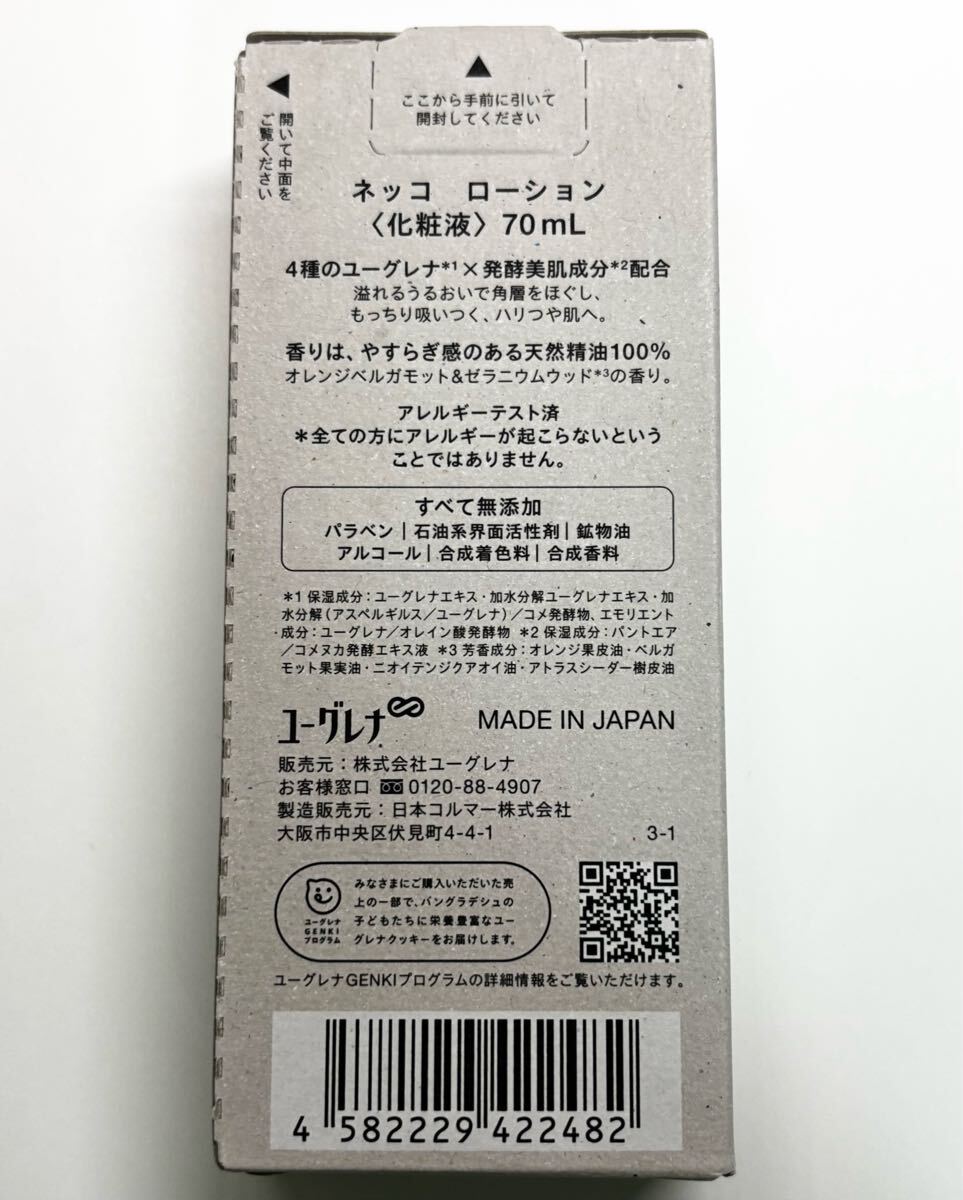 ▲
ここから手前に引いて
開封してください
◀開いて中面を
ご覧ください
ネッコ　ローション
〈化粧液〉70mL
4種のユーグレナ*1×発酵美肌成分*2配合
溢れるうるおいで角層をほぐし、
もっちり吸いつく、ハリつや肌へ。
香りは、やすらぎ感のある天然精油100%
オレンジベルガモット&ゼラニウムウッド*3の香り。
アレルギーテスト済
*全ての方にアレルギーが起こらないという
ことではありません。
すべて無添加
パラベン|石油系界面活性剤|鉱物油
アルコール|合成着色料|合成香料
*1 保湿成分：ユーグレナエキス・加水分解ユーグレナエキス・加
水分解(アスペルギルス／ユーグレナ)／コメ発酵物、エモリエント
成分：ユーグレナ／オレイン酸発酵物 *2 保湿成分：パントエア
／コメヌカ発酵エキス液 *3 芳香成分：オレンジ果皮油・ベルガ
モット果実油・ニオイテンジクアオイ油・アトラスシーダー樹皮油
ユーグレナ
MADE IN JAPAN
販売元：株式会社ユーグレナ
お客様窓口 0120-88-4907
製造販売元：日本コルマー株式会社
大阪市中央区伏見町4-4-1 3-1
ユーグレナ
GENKI
プログラム
みなさまにご購入いただいた売
上の一部で、バングラデシュの
子どもたちに栄養豊富なユー
グレナクッキーをお届けします。
ユーグレナGENKIプログラムの詳細情報をご覧いただけます。
4 582229 422482